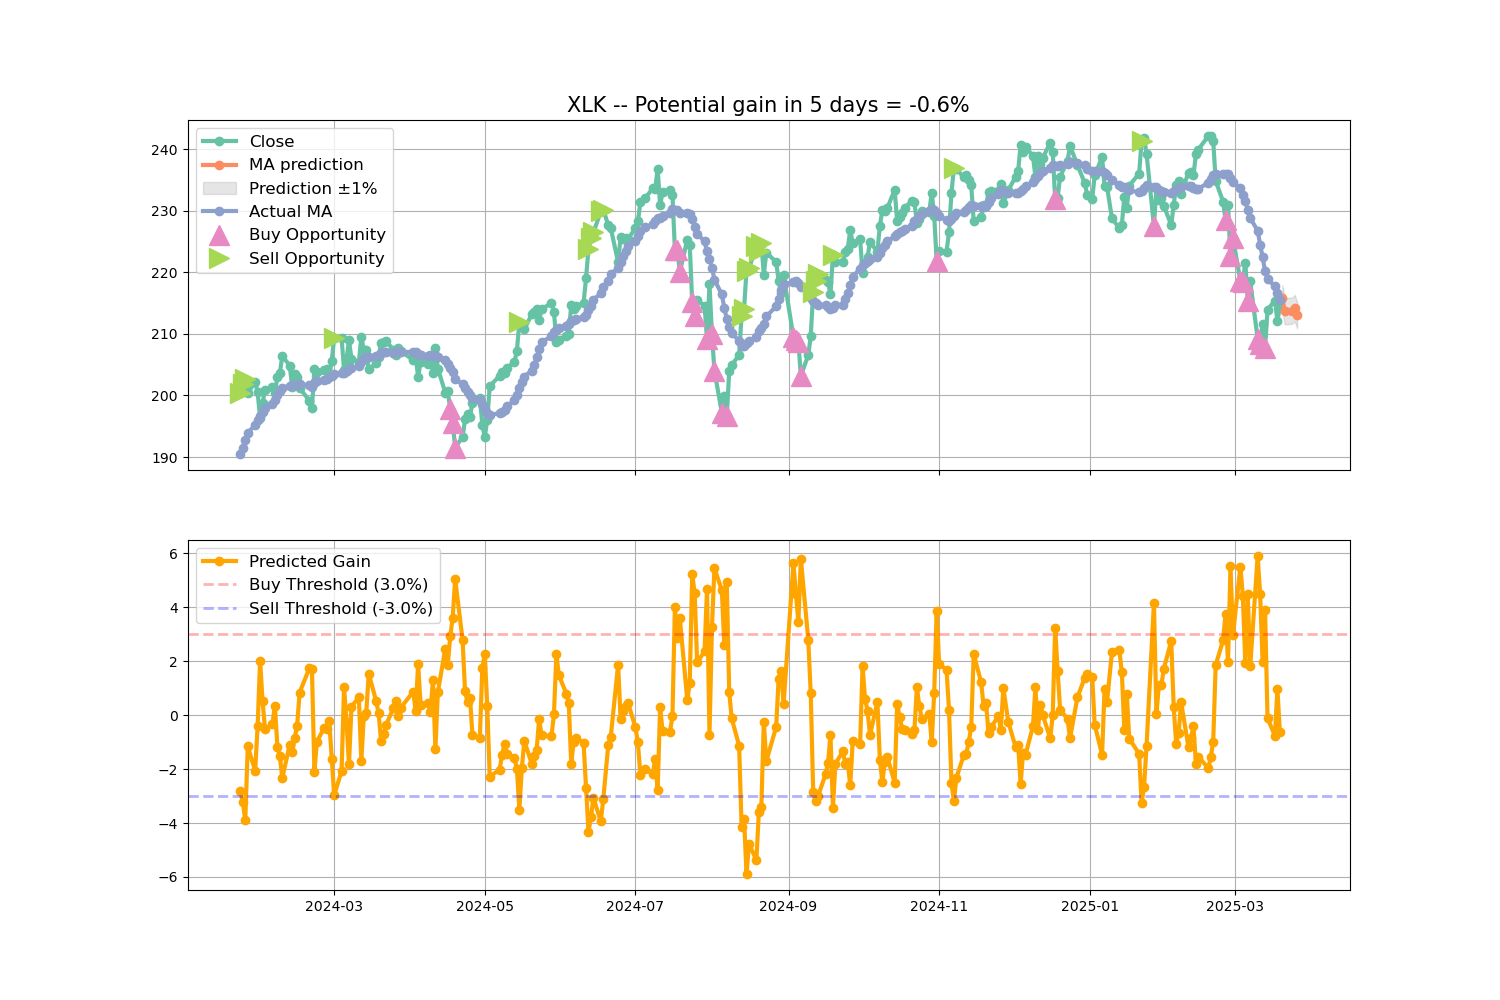 XLK -- Potential gain in 5 days = -0.6%
Close
MA prediction
Prediction ±1%
Actual MA
Buy Opportunity
Sell Opportunity
240
230
220
210
200
190
Predicted Gain
Buy Threshold (3.0%)
Sell Threshold (-3.0%)
6
4
2
0
−2
−4
−6
2024-03 2024-05 2024-07 2024-09 2024-11 2025-01 2025-03